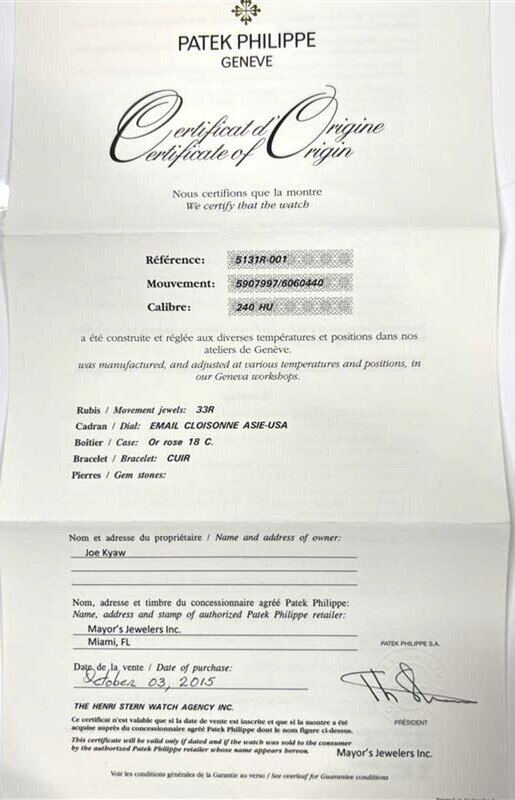 PATEK PHILIPPE
GENEVE
Certificat d'Origine
Certificate of Origin
Nous certifions que la montre
We certify that the watch
Référence: 5131R-001
Mouvement: 5907997/6060440
Calibre: 240 HU
a été construite et réglée aux diverses températures et positions dans nos
ateliers de Genève.
was manufactured, and adjusted at various temperatures and positions, in
our Geneva workshops.
Rubis / Movement jewels: 33R
Cadran / Dial: EMAIL CLOISONNE ASIE-USA
Boîtier / Case: Or rose 18 C.
Bracelet / Bracelet: CUIR
Pierres / Gem stones:
Nom et adresse du propriétaire / Name and address of owner:
Joe Kyaw
Nom, adresse et timbre du concessionnaire agréé Patek Philippe:
Name, address and stamp of authorized Patek Philippe retailer:
Mayor's Jewelers Inc.
Miami, FL
PATEK PHILIPPE S.A.
Date de la vente / Date of purchase:
October 03, 2015
THE HENRI STERN WATCH AGENCY INC.
PRÉSIDENT
Ce certificat n'est valable que si la date de vente est inscrite et que si la montre a été
acquise auprès du concessionnaire agréé Patek Philippe dont le nom figure ci-dessus.
This certificate will be valid only if dated and if the watch was sold to the consumer
by the authorized Patek Philippe retailer whose name appears hereon.
Mayor's Jewelers Inc.
Voir les conditions générales de la Garantie au verso / See overleaf for Guarantee conditions